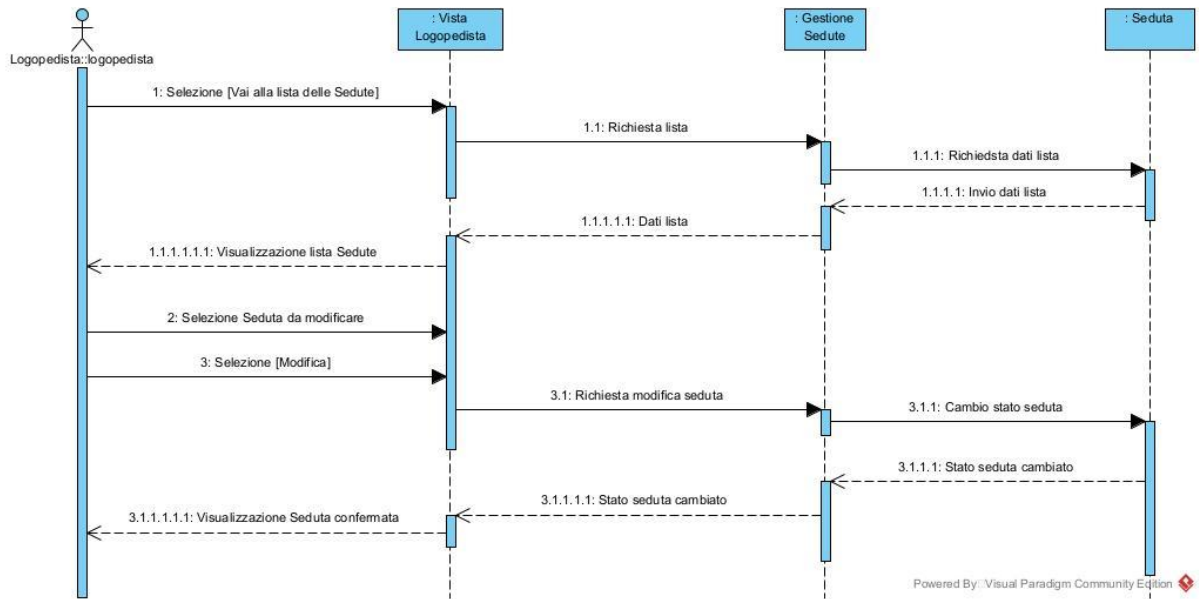 : Vista
Logopedista
: Gestione
Sedute
: Seduta
Logopedista::logopedista
1: Selezione [Vai alla lista delle Sedute]
1.1: Richiesta lista
1.1.1: Richiedsta dati lista
1.1.1.1: Invio dati lista
1.1.1.1.1: Dati lista
1.1.1.1.1.1: Visualizzazione lista Sedute
2: Selezione Seduta da modificare
3: Selezione [Modifica]
3.1: Richiesta modifica seduta
3.1.1: Cambio stato seduta
3.1.1.1: Stato seduta cambiato
3.1.1.1.1: Stato seduta cambiato
3.1.1.1.1.1: Visualizzazione Seduta confermata
Powered By Visual Paradigm Community Edition